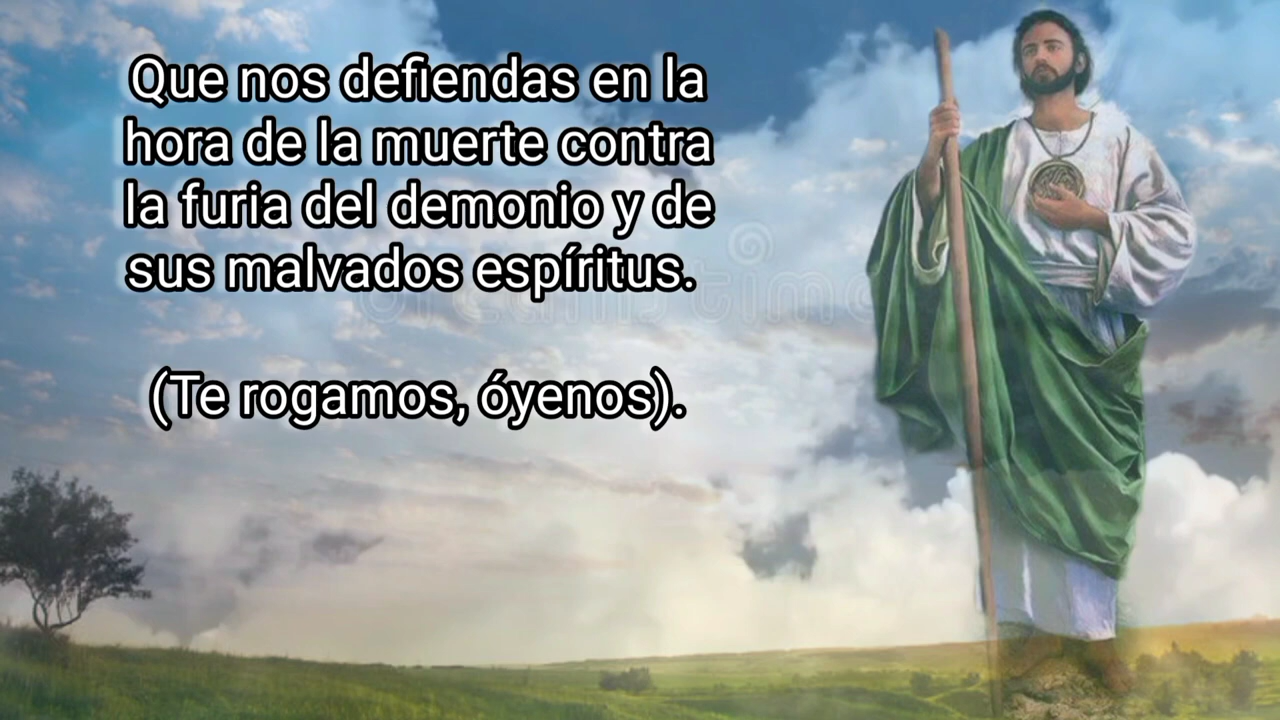 Que nos defiendas en la
hora de la muerte contra
la furia del demonio y de
sus malvados espíritus.
dreamstime
(Te rogamos, óyenos).